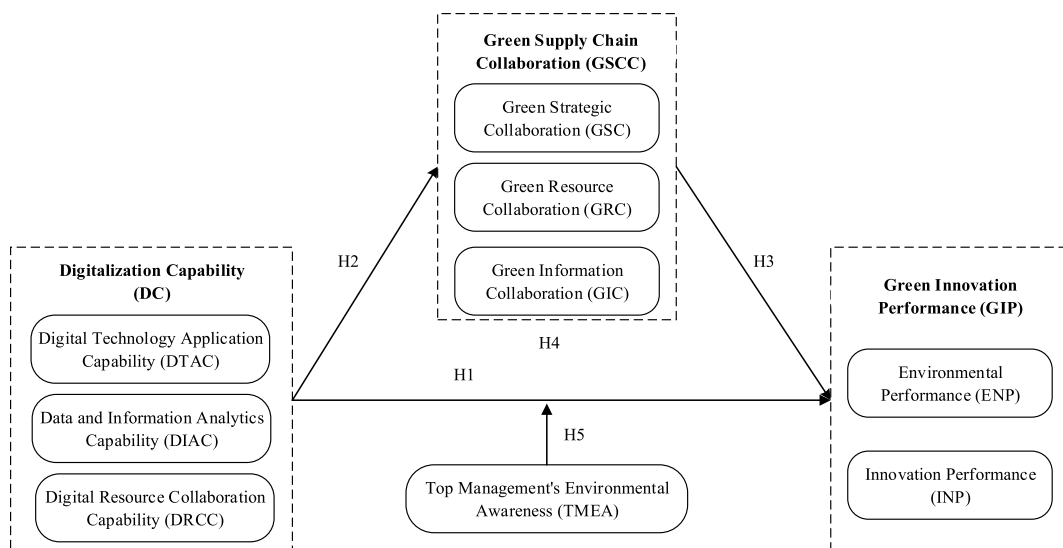 Green Supply Chain
Collaboration (GSCC)
Green Strategic
Collaboration (GSC)
Green Resource
Collaboration (GRC)
Green Information
Collaboration (GIC)
H2
H3
H4
H1
H5
Digitalization Capability
(DC)
Digital Technology Application
Capability (DTAC)
Data and Information Analytics
Capability (DIAC)
Digital Resource Collaboration
Capability (DRCC)
Top Management's Environmental
Awareness (TMEA)
Green Innovation
Performance (GIP)
Environmental
Performance (ENP)
Innovation Performance
(INP)